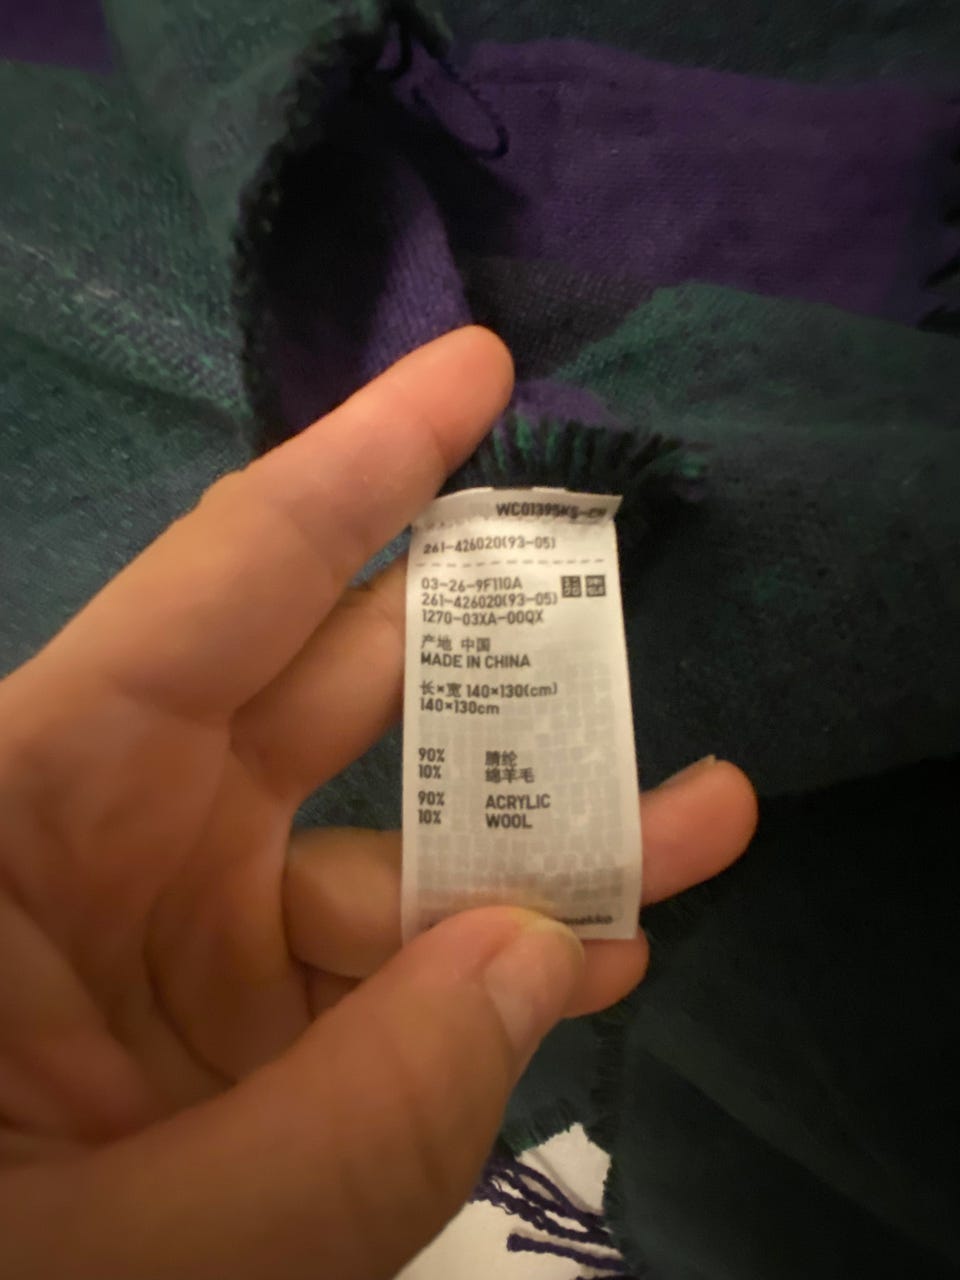 WC01395KS-CN
261-426020(93-05)
03-26-9F110A
261-426020(93-05)
1270-03XA-00QX
产地 中国
MADE IN CHINA
长×宽 140×130(cm)
140×130cm
90% 腈纶
10% 绵羊毛
90% ACRYLIC
10% WOOL